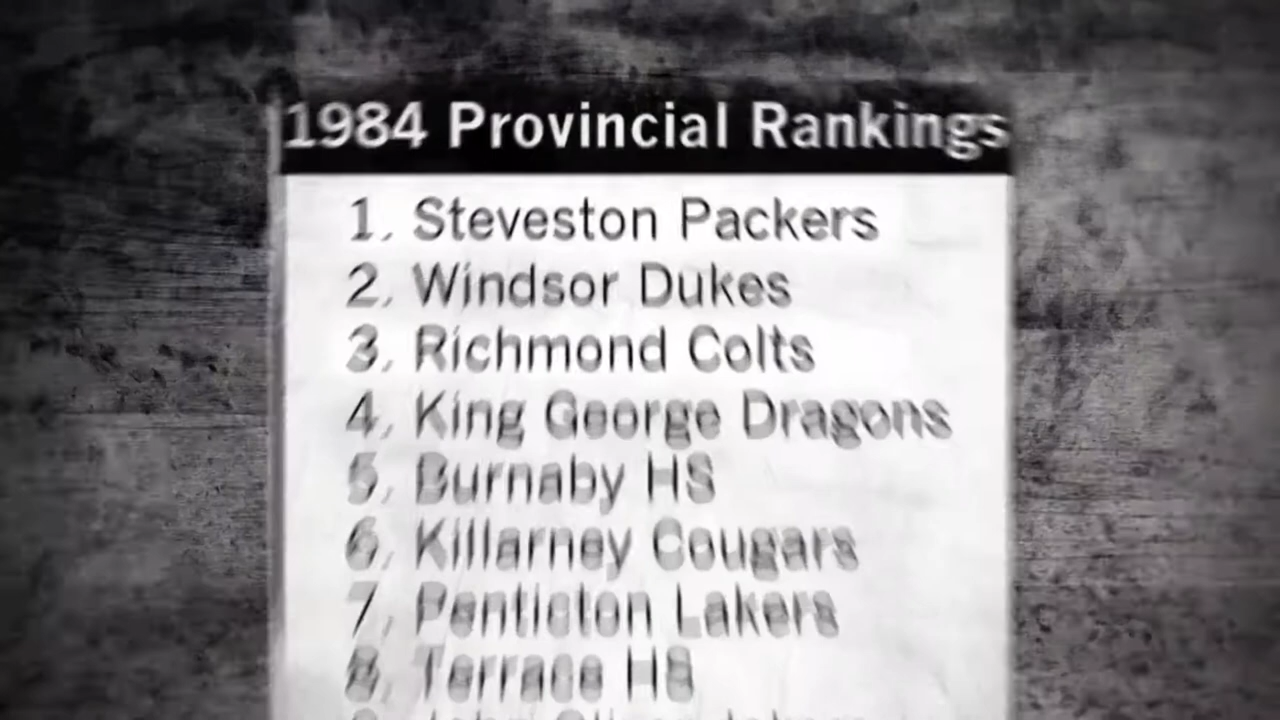 1984 Provincial Rankings
1. Steveston Packers
2. Windsor Dukes
3. Richmond Colts
4. King George Dragons
5. Burnaby HS
6. Killarney Cougars
7. Penticton Lakers
8. Terrace HS